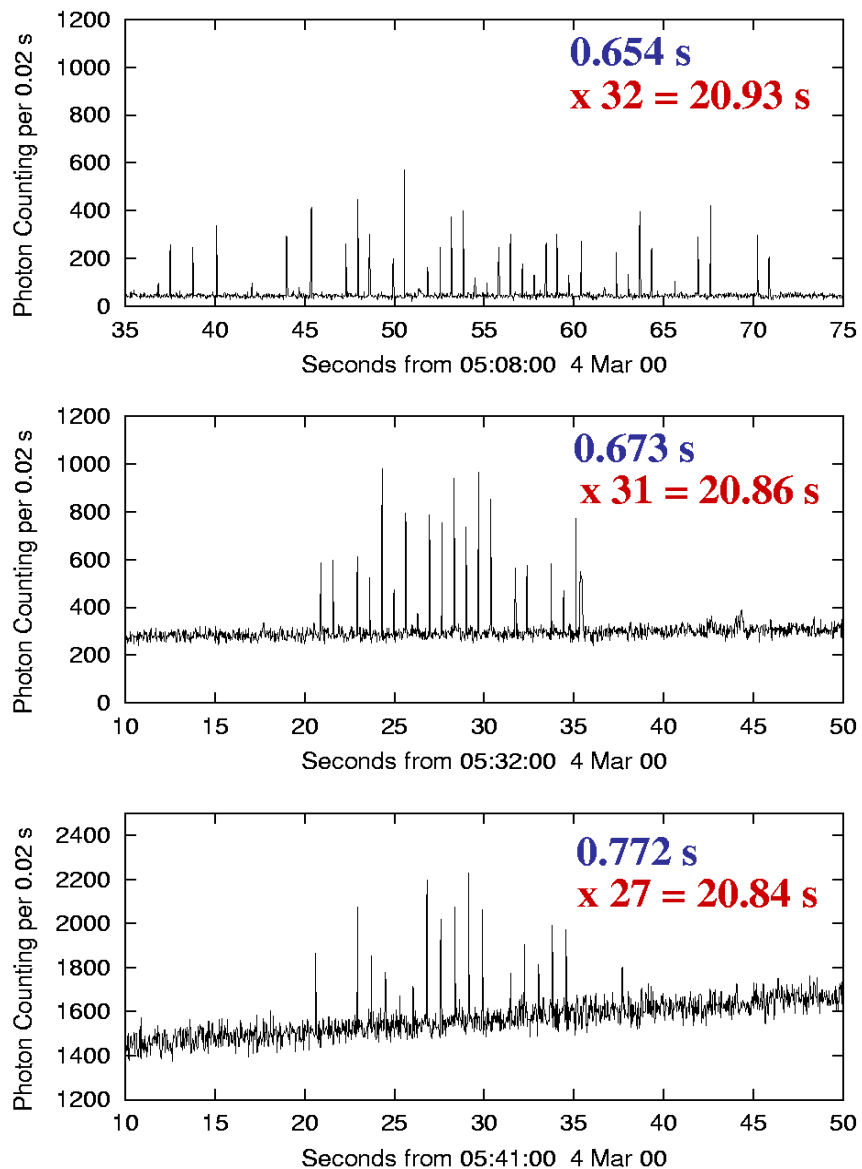 Photon Counting per 0.02 s
1200
1000
800
600
400
200
0
0.654 s
x 32 = 20.93 s
35 40 45 50 55 60 65 70 75
Seconds from 05:08:00 4 Mar 00
Photon Counting per 0.02 s
1200
1000
800
600
400
200
0
0.673 s
x 31 = 20.86 s
10 15 20 25 30 35 40 45 50
Seconds from 05:32:00 4 Mar 00
Photon Counting per 0.02 s
2400
2200
2000
1800
1600
1400
1200
0.772 s
x 27 = 20.84 s
10 15 20 25 30 35 40 45 50
Seconds from 05:41:00 4 Mar 00